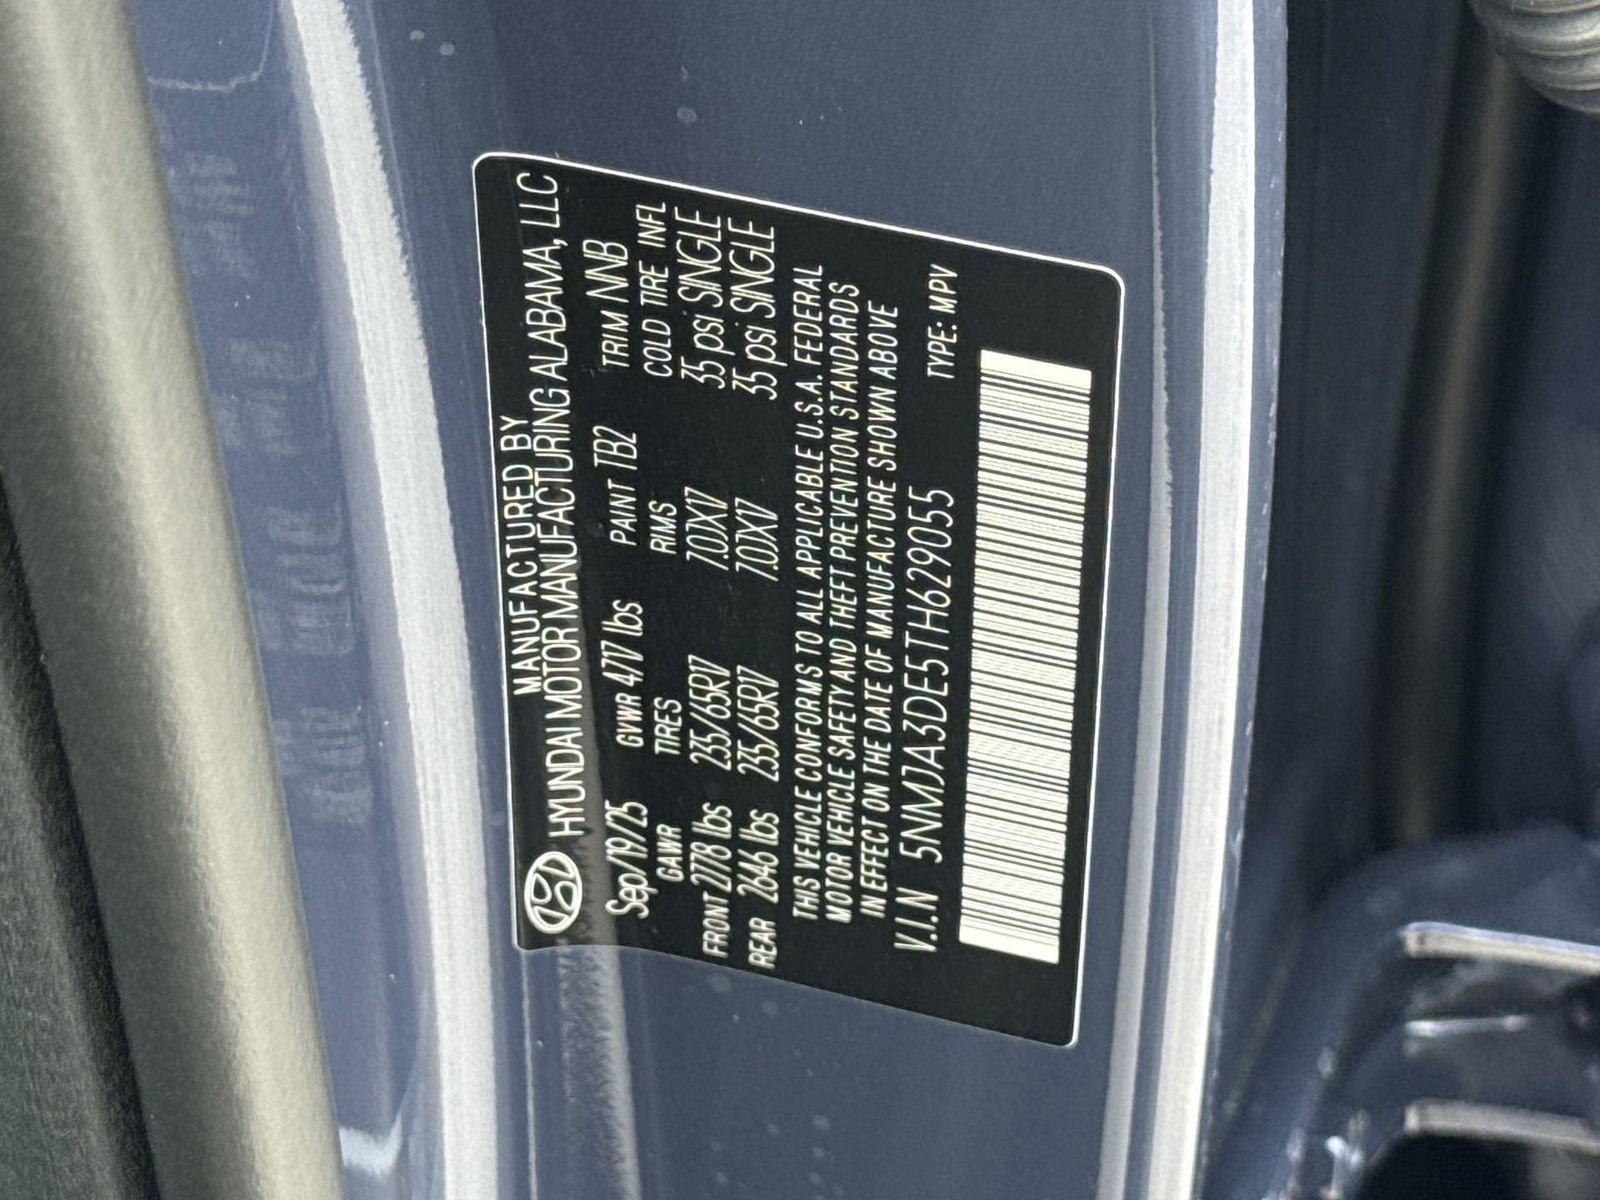 MANUFACTURED BY
HYUNDAI MOTOR MANUFACTURING ALABAMA, LLC
Sep/19/25 GVWR 4717 lbs PAINT TB2 TRIM NNB
GAWR TIRES RIMS COLD TIRE INFL
FRONT 2778 lbs 235/65R17 7.0JX17 35 psi SINGLE
REAR 2646 lbs 235/65R17 7.0JX17 35 psi SINGLE
THIS VEHICLE CONFORMS TO ALL APPLICABLE U.S.A. FEDERAL
MOTOR VEHICLE SAFETY AND THEFT PREVENTION STANDARDS
IN EFFECT ON THE DATE OF MANUFACTURE SHOWN ABOVE
V.I.N 5NMJA3DE5TH629055 TYPE: MPV